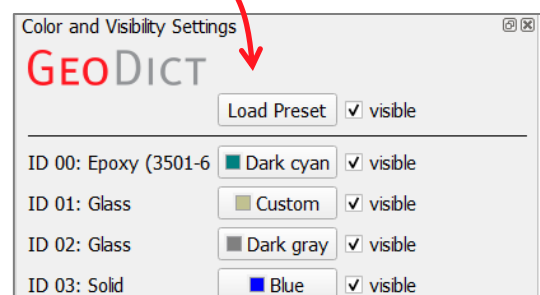 Color and Visibility Settings
GEODICT
Load Preset visible
ID 00: Epoxy (3501-6 Dark cyan visible
ID 01: Glass Custom visible
ID 02: Glass Dark gray visible
ID 03: Solid Blue visible